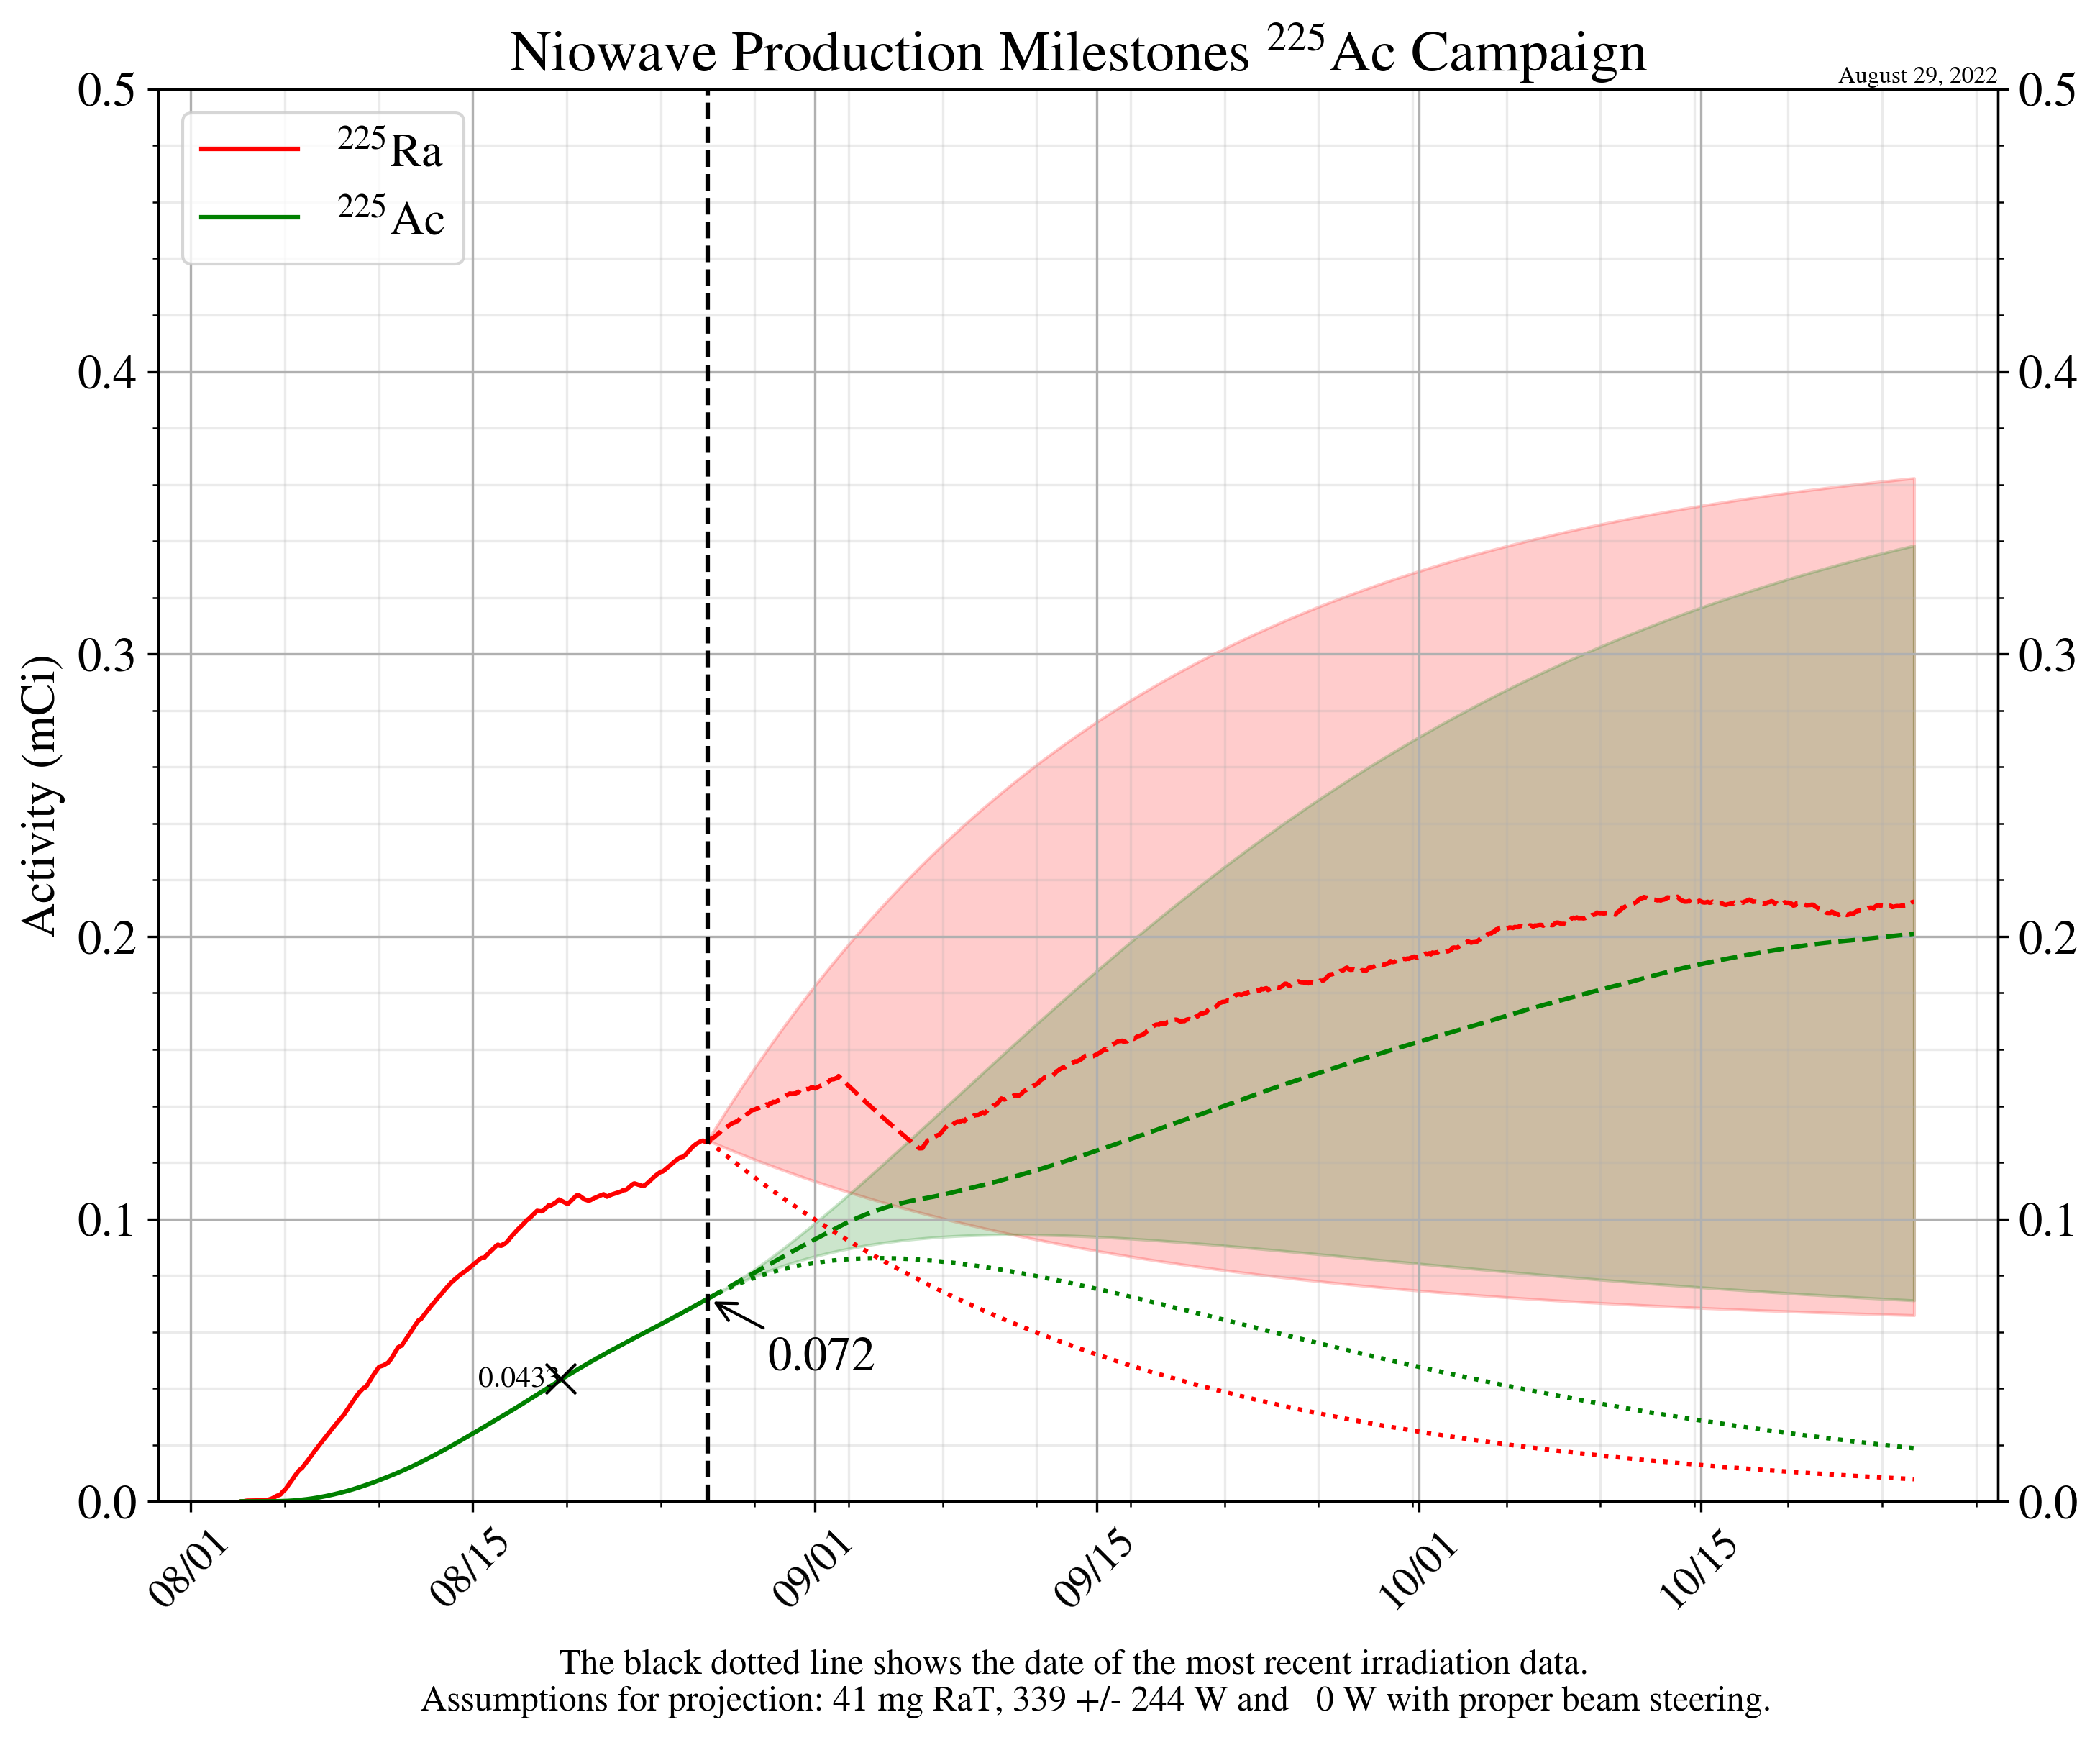 Niowave Production Milestones ²²⁵Ac Campaign
August 29, 2022
²²⁵Ra
²²⁵Ac
Activity (mCi)
0.5
0.4
0.3
0.2
0.1
0.0
0.5
0.4
0.3
0.2
0.1
0.0
0.072
08/01
08/15
09/01
09/15
10/01
10/15
The black dotted line shows the date of the most recent irradiation data.
Assumptions for projection: 41 mg RaT, 339 +/- 244 W and 0 W with proper beam steering.